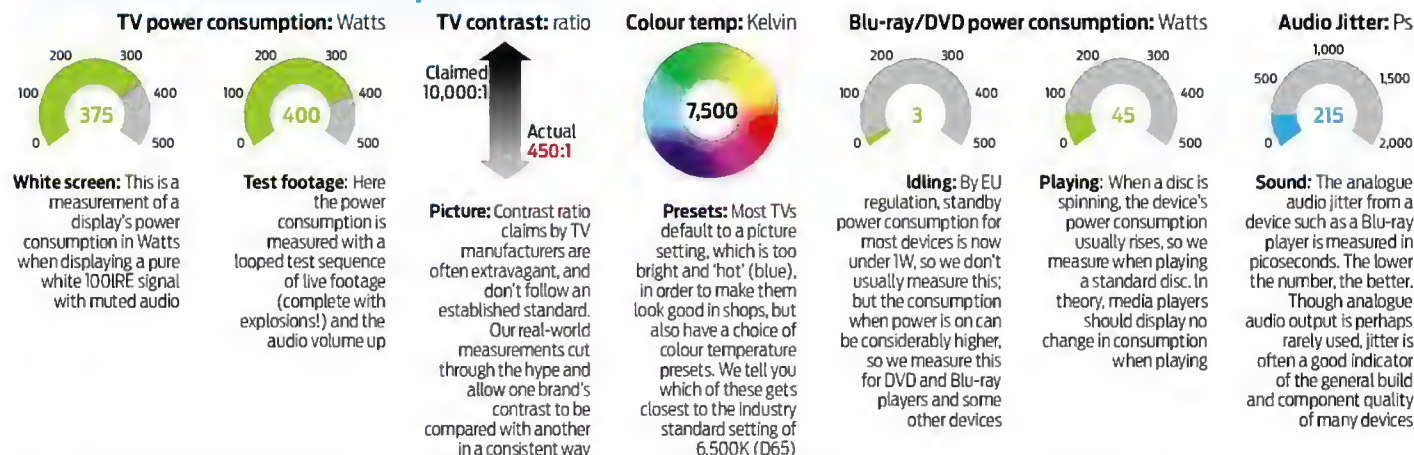 TV power consumption: Watts
100
200
300
400
0
500
375
100
200
300
400
0
500
400
White screen: This is a
measurement of a
display's power
consumption in Watts
when displaying a pure
white 100IRE signal
with muted audio
Test footage: Here
the power
consumption is
measured with a
looped test sequence
of live footage
(complete with
explosions!) and the
audio volume up
TV contrast: ratio
Claimed
10,000:1
Actual
450:1
Picture: Contrast ratio
claims by TV
manufacturers are
often extravagant, and
don't follow an
established standard.
Our real-world
measurements cut
through the hype and
allow one brand's
contrast to be
compared with another
in a consistent way
Colour temp: Kelvin
7,500
Presets: Most TVs
default to a picture
setting, which is too
bright and 'hot' (blue),
in order to make them
look good in shops, but
also have a choice of
colour temperature
presets. We tell you
which of these gets
closest to the industry
standard setting of
6,500K (D65)
Blu-ray/DVD power consumption: Watts
100
200
300
400
0
500
3
100
200
300
400
0
500
45
Idling: By EU
regulation, standby
power consumption for
most devices is now
under 1W, so we don't
usually measure this;
but the consumption
when power is on can
be considerably higher,
so we measure this
for DVD and Blu-ray
players and some
other devices
Playing: When a disc is
spinning, the device's
power consumption
usually rises, so we
measure when playing
a standard disc. In
theory, media players
should display no
change in consumption
when playing
Audio Jitter: Ps
500
1,000
1,500
0
2,000
215
Sound: The analogue
audio jitter from a
device such as a Blu-ray
player is measured in
picoseconds. The lower
the number, the better.
Though analogue
audio output is perhaps
rarely used, jitter is
often a good indicator
of the general build
and component quality
of many devices